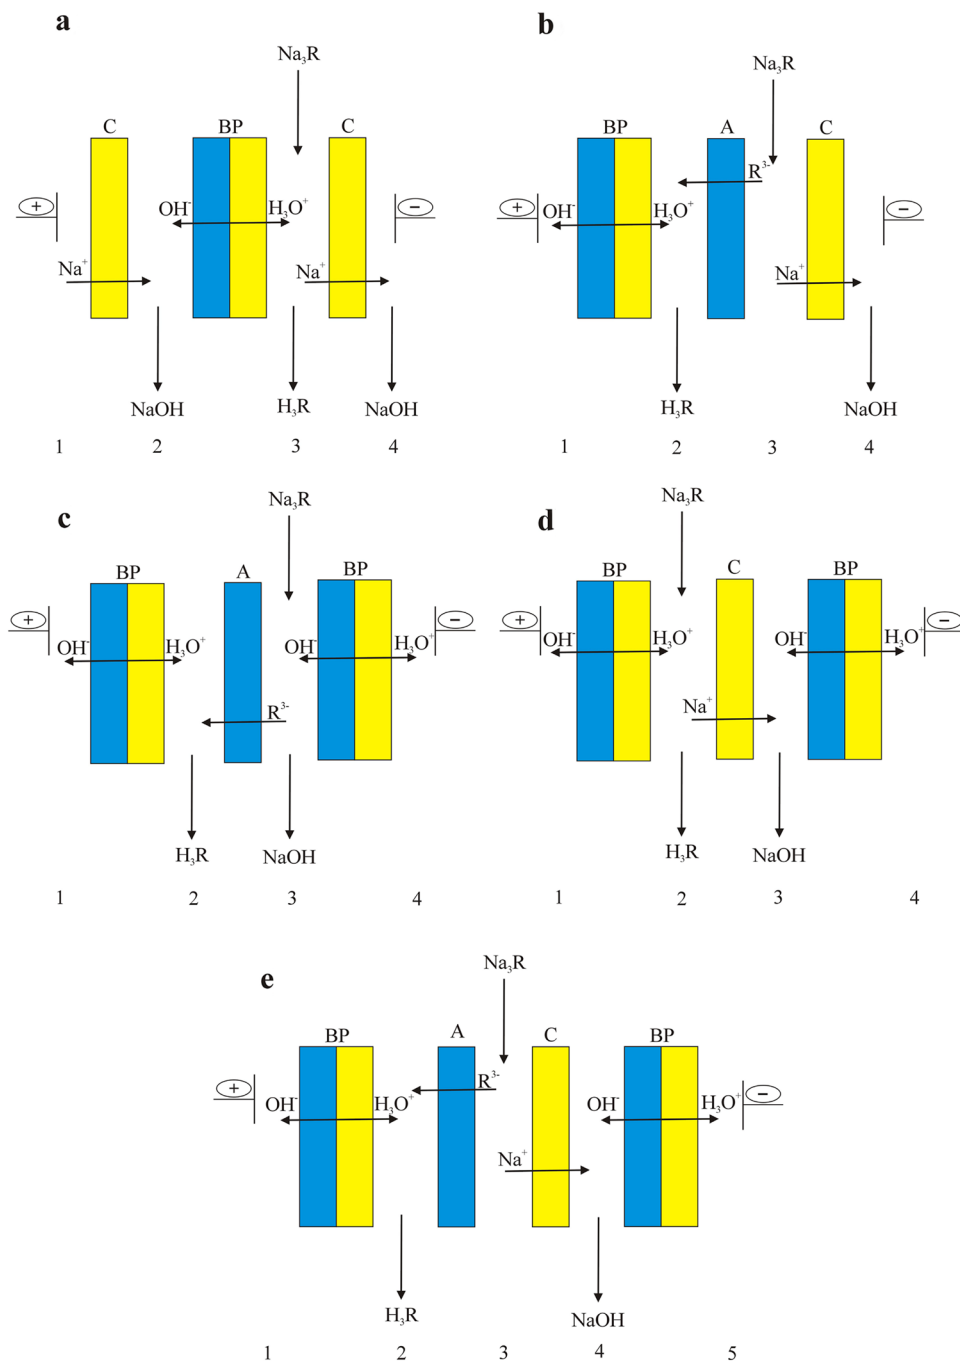 a
Na₃R
C
BP
C
+
OH⁻
H₃O⁺
−
Na⁺
Na⁺
NaOH
H₃R
NaOH
1 2 3 4
b
Na₃R
BP
A
C
R³⁻
+
OH⁻
H₃O⁺
−
Na⁺
H₃R
NaOH
1 2 3 4
c
Na₃R
BP
A
BP
+
OH⁻
H₃O⁺
OH⁻
H₃O⁺
−
R³⁻
H₃R
NaOH
1 2 3 4
d
Na₃R
BP
C
BP
+
OH⁻
H₃O⁺
OH⁻
H₃O⁺
−
Na⁺
H₃R
NaOH
1 2 3 4
e
Na₃R
BP
A
C
BP
+
R³⁻
OH⁻
H₃O⁺
OH⁻
H₃O⁺
−
Na⁺
H₃R
NaOH
1 2 3 4 5